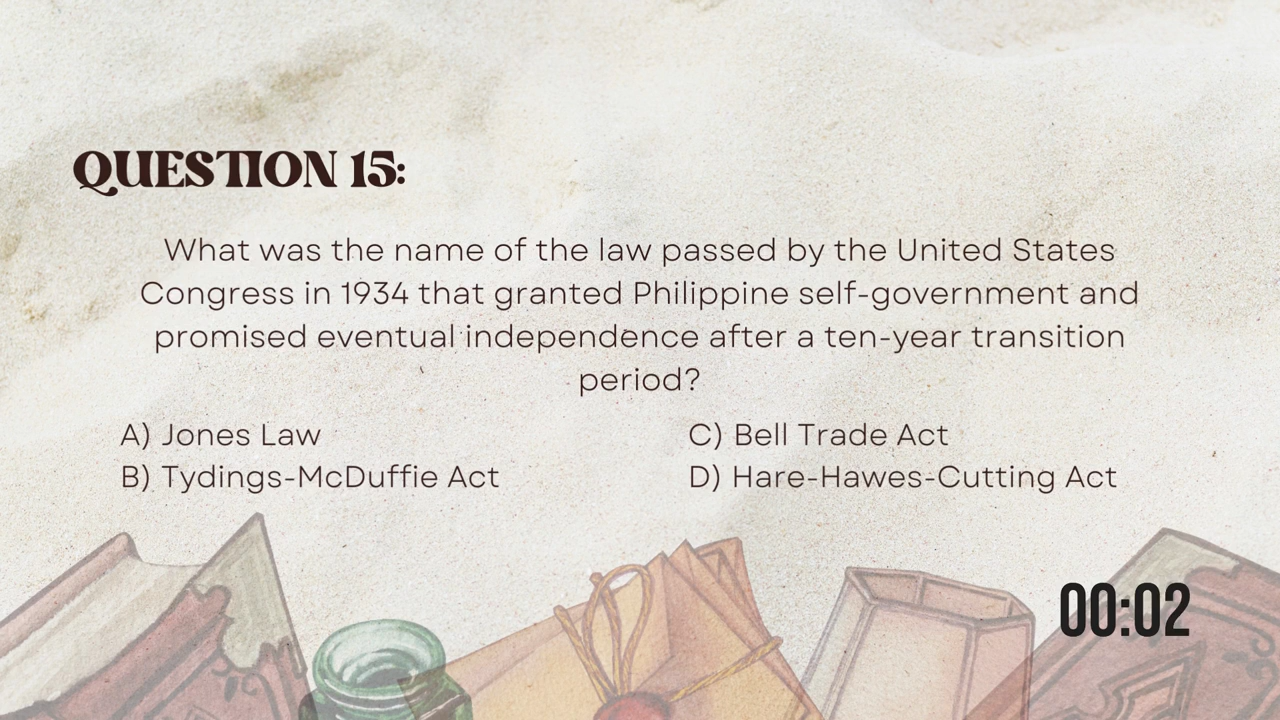 QUESTION 15:
What was the name of the law passed by the United States
Congress in 1934 that granted Philippine self-government and
promised eventual independence after a ten-year transition
period?
A) Jones Law
B) Tydings-McDuffie Act
C) Bell Trade Act
D) Hare-Hawes-Cutting Act
00:02